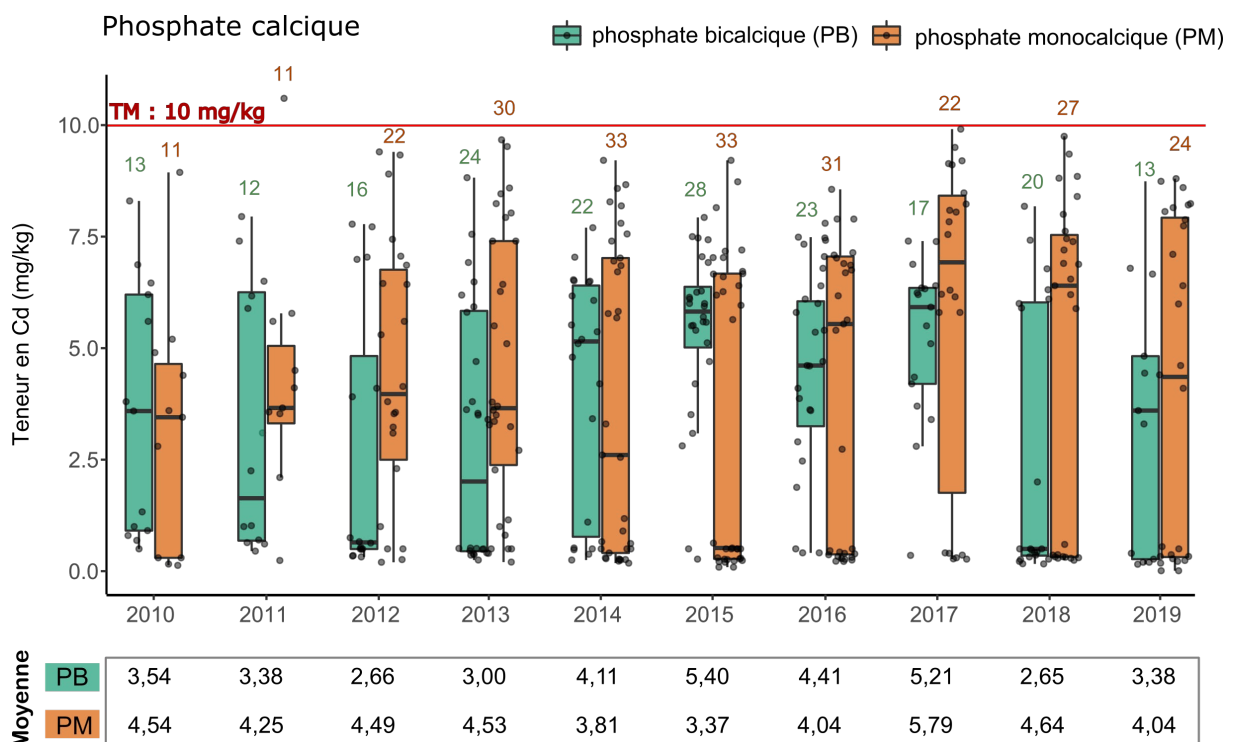 Phosphate calcique
phosphate bicalcique (PB) phosphate monocalcique (PM)
11
TM : 10 mg/kg
30 22 27
10.0
13 11 12 16 22 24 22 33 28 33 23 31 17 20 13 24
7.5
5.0
2.5
0.0
Teneur en Cd (mg/kg)
2010 2011 2012 2013 2014 2015 2016 2017 2018 2019
Moyenne
PB 3,54 3,38 2,66 3,00 4,11 5,40 4,41 5,21 2,65 3,38
PM 4,54 4,25 4,49 4,53 3,81 3,37 4,04 5,79 4,64 4,04